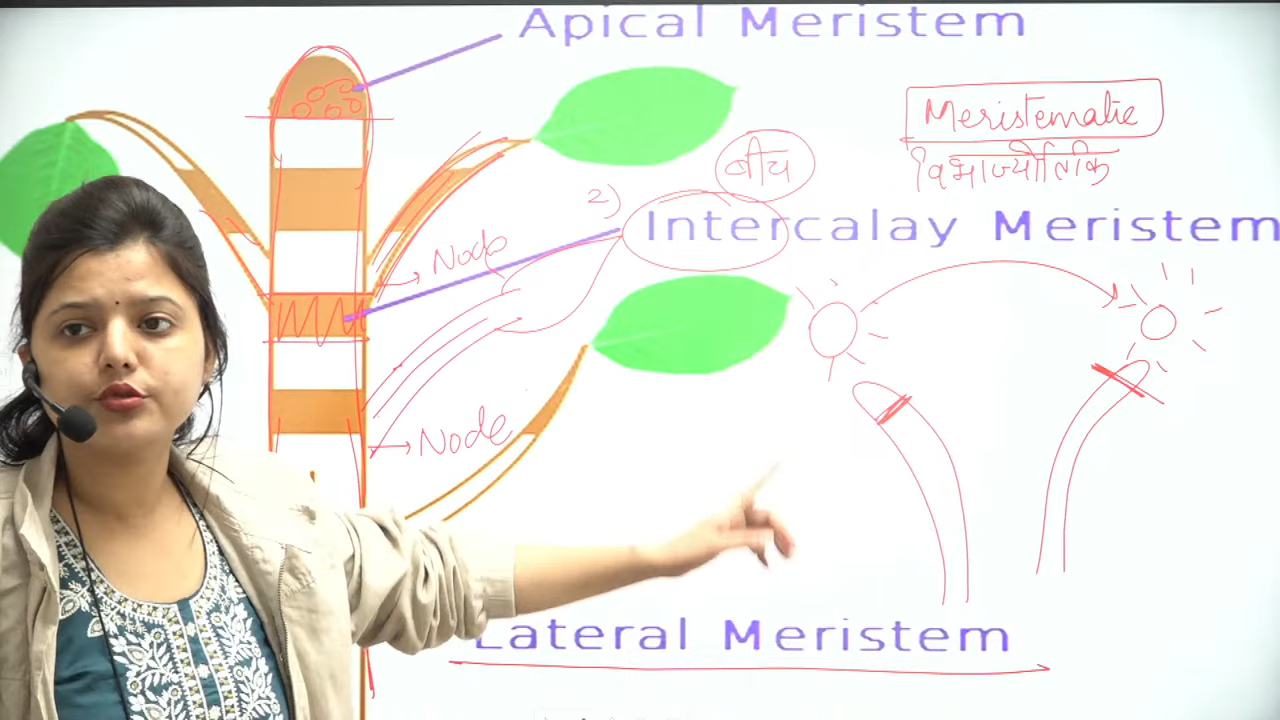 Apical Meristem
Meristematic
विभाज्यौतिकि
बीच
2)
Intercalay Meristem
Node
Node
Lateral Meristem